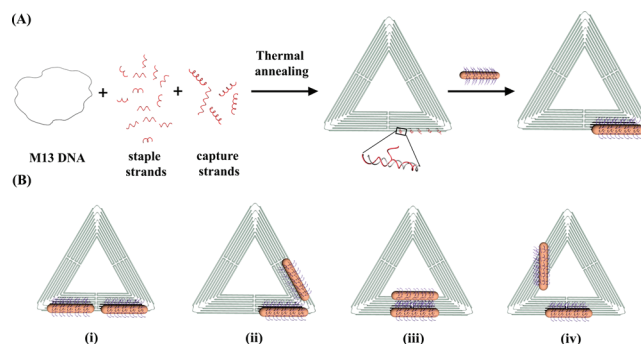 (A)
Thermal
annealing
+
+
M13 DNA
staple
strands
capture
strands
(B)
(i)
(ii)
(iii)
(iv)